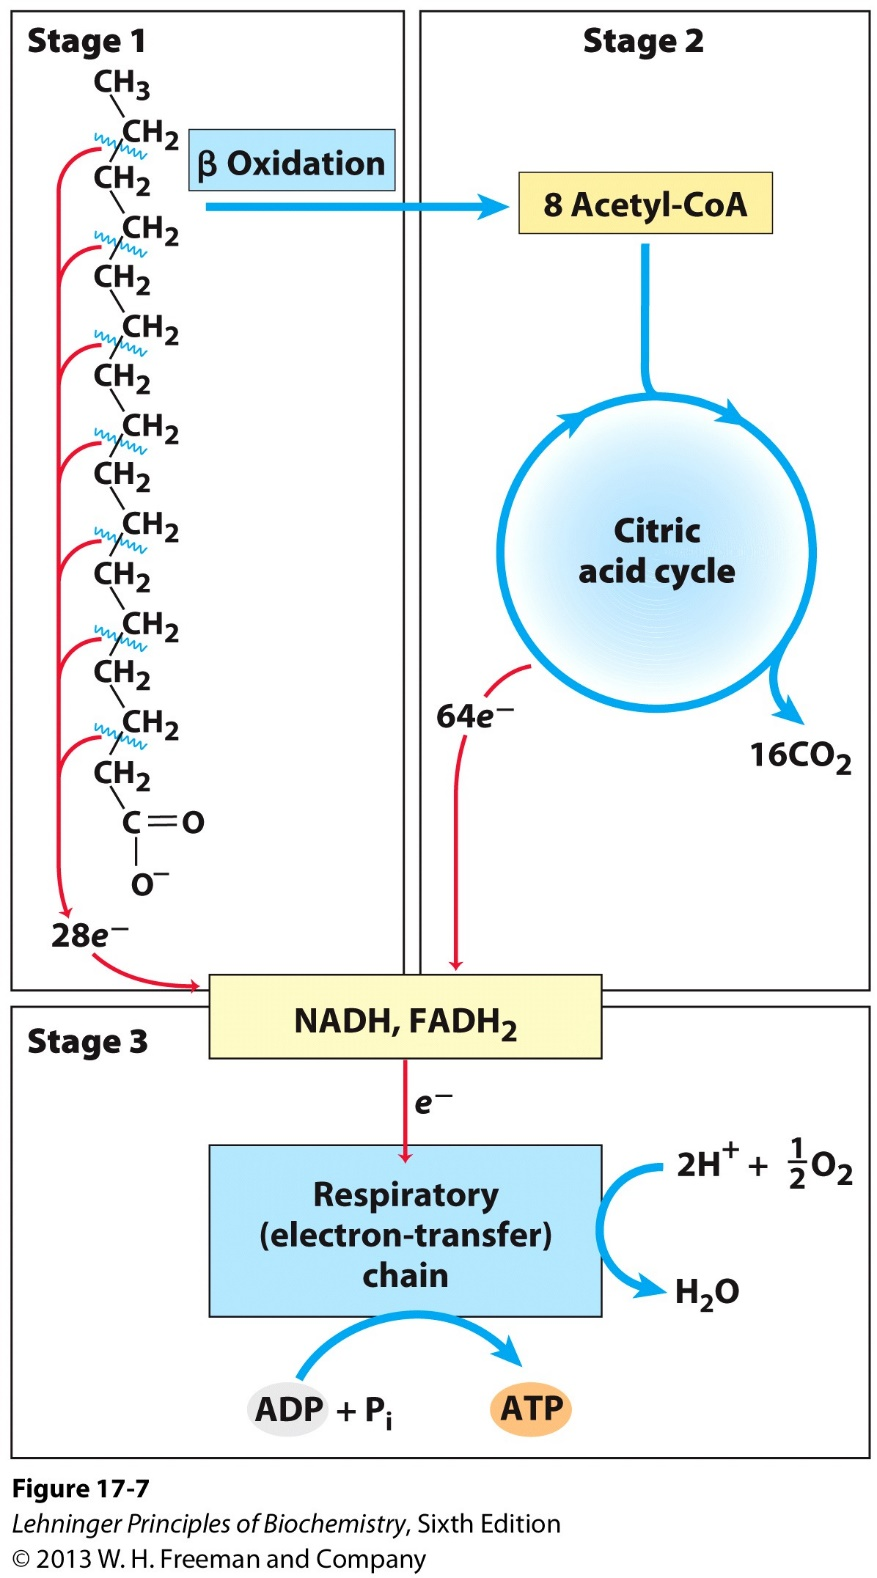 Stage 1
CH₃
CH₂
CH₂
CH₂
CH₂
CH₂
CH₂
CH₂
CH₂
CH₂
CH₂
CH₂
CH₂
CH₂
CH₂
C=O
O⁻
28e⁻
β Oxidation
Stage 2
8 Acetyl-CoA
Citric
acid cycle
64e⁻
16CO₂
NADH, FADH₂
Stage 3
e⁻
Respiratory
(electron-transfer)
chain
2H⁺ + ½O₂
H₂O
ADP + Pᵢ
ATP
Figure 17-7
Lehninger Principles of Biochemistry, Sixth Edition
© 2013 W. H. Freeman and Company